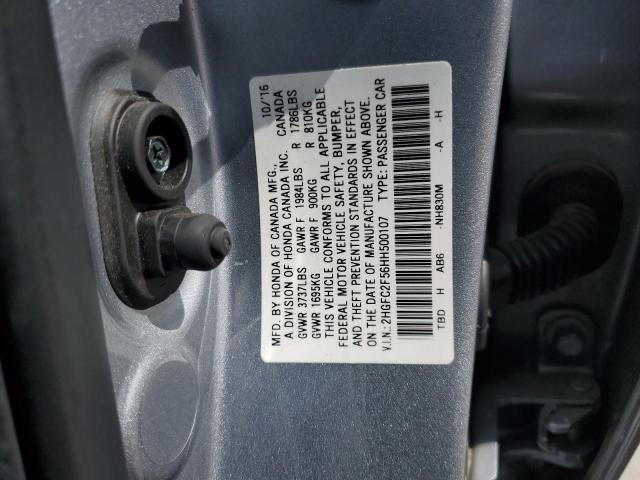 MFD. BY HONDA OF CANADA MFG., 10/'16
A DIVISION OF HONDA CANADA INC. CANADA
GVWR 3737LBS GAWR F 1984LBS R 1786LBS
GVWR 1695KG GAWR F 900KG R 810KG
THIS VEHICLE CONFORMS TO ALL APPLICABLE
FEDERAL MOTOR VEHICLE SAFETY, BUMPER,
AND THEFT PREVENTION STANDARDS IN EFFECT
ON THE DATE OF MANUFACTURE SHOWN ABOVE.
V.I.N.: 2HGFC2F56HH500107 TYPE: PASSENGER CAR
TBD H AB6 -NH830M -A -H